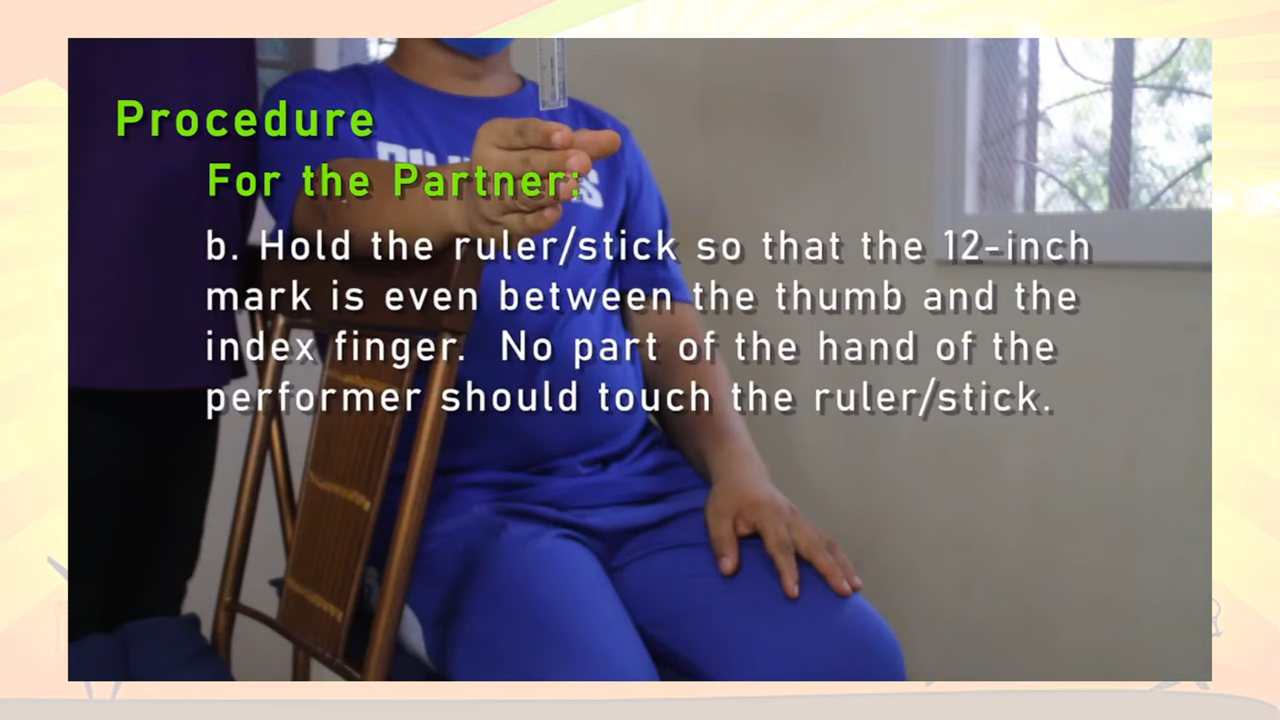 Procedure
For the Partner:
b. Hold the ruler/stick so that the 12-inch
mark is even between the thumb and the
index finger. No part of the hand of the
performer should touch the ruler/stick.